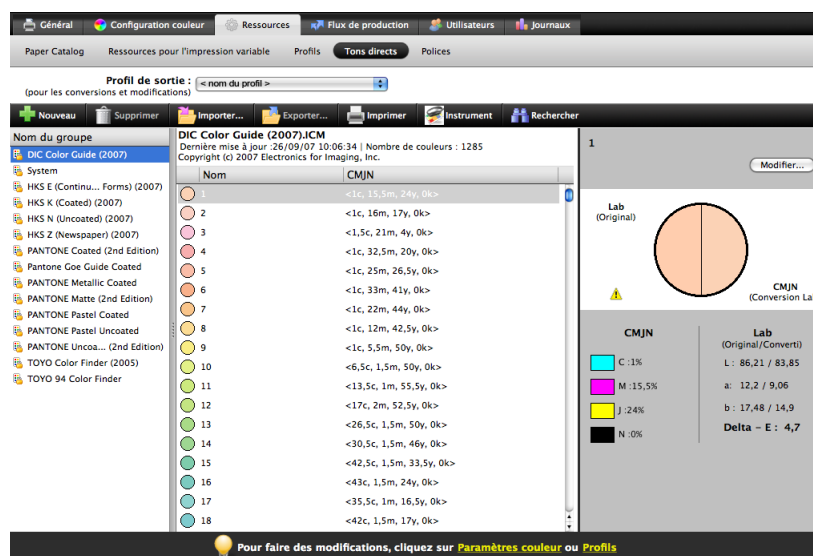 Général Configuration couleur Ressources Flux de production Utilisateurs Journaux
Paper Catalog Ressources pour l'impression variable Profils Tons directs Polices
Profil de sortie : < nom du profil >
(pour les conversions et modifications)
Nouveau Supprimer Importer... Exporter... Imprimer Instrument Rechercher
Nom du groupe
DIC Color Guide (2007)
System
HKS E (Continu... Forms) (2007)
HKS K (Coated) (2007)
HKS N (Uncoated) (2007)
HKS Z (Newspaper) (2007)
PANTONE Coated (2nd Edition)
Pantone Goe Guide Coated
PANTONE Metallic Coated
PANTONE Matte (2nd Edition)
PANTONE Pastel Coated
PANTONE Pastel Uncoated
PANTONE Uncoa... (2nd Edition)
TOYO Color Finder (2005)
TOYO 94 Color Finder
DIC Color Guide (2007).ICM
Dernière mise à jour :26/09/07 10:06:34 | Nombre de couleurs : 1285
Copyright (c) 2007 Electronics for Imaging, Inc.
Nom CMJN
1 <1c, 15,5m, 24y, 0k>
2 <1c, 16m, 17y, 0k>
3 <1,5c, 21m, 4y, 0k>
4 <1c, 32,5m, 20y, 0k>
5 <1c, 25m, 26,5y, 0k>
6 <1c, 33m, 41y, 0k>
7 <1c, 22m, 44y, 0k>
8 <1c, 12m, 42,5y, 0k>
9 <1c, 5,5m, 50y, 0k>
10 <6,5c, 1,5m, 50y, 0k>
11 <13,5c, 1m, 55,5y, 0k>
12 <17c, 2m, 52,5y, 0k>
13 <26,5c, 1,5m, 50y, 0k>
14 <30,5c, 1,5m, 46y, 0k>
15 <42,5c, 1,5m, 33,5y, 0k>
16 <43c, 1,5m, 24y, 0k>
17 <35,5c, 1m, 16,5y, 0k>
18 <42c, 1,5m, 17y, 0k>
1
Modifier...
Lab
(Original)
CMJN
(Conversion La
CMJN
C :1%
M :15,5%
J :24%
N :0%
Lab
(Original/Converti)
L : 86,21 / 83,85
a: 12,2 / 9,06
b : 17,48 / 14,9
Delta - E : 4,7
Pour faire des modifications, cliquez sur Paramètres couleur ou Profils